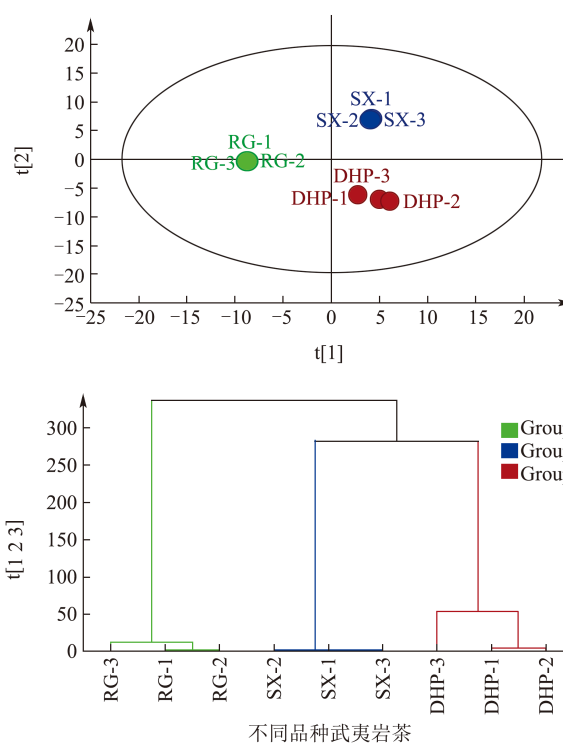 20
15
10
5
0
−5
−10
−15
−20
−25
t[2]
SX-1
SX-2 SX-3
RG-1
RG-3 RG-2
DHP-3
DHP-1 DHP-2
−25 −20 −15 −10 −5 0 5 10 15 20
t[1]
300
250
200
150
100
50
0
t[1 2 3]
Grou
Grou
Grou
RG-3 RG-1 RG-2 SX-2 SX-1 SX-3 DHP-3 DHP-1 DHP-2
不同品种武夷岩茶